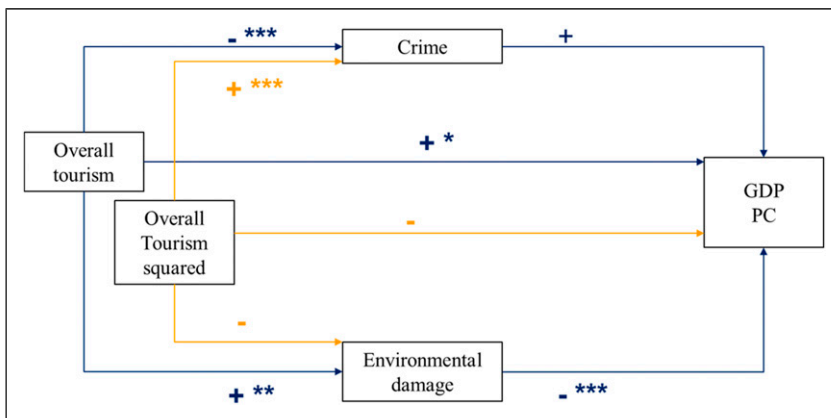 - ***
Crime
+
+ ***
Overall
tourism
+ *
GDP
PC
Overall
Tourism
squared
-
-
Environmental
damage
+ **
- ***